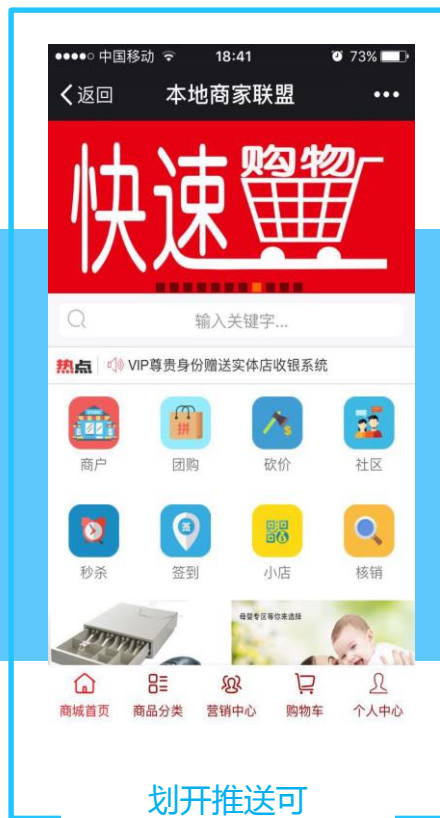 中国移动 18:41 73%
返回 本地商家联盟
快速购物
输入关键字...
热点 VIP尊贵身份赠送实体店收银系统
拼 $ 签
商户 团购 砍价 社区
秒杀 签到 小店 核销
母婴专区等你来选择
商城首页 商品分类 营销中心 购物车 个人中心
划开推送可